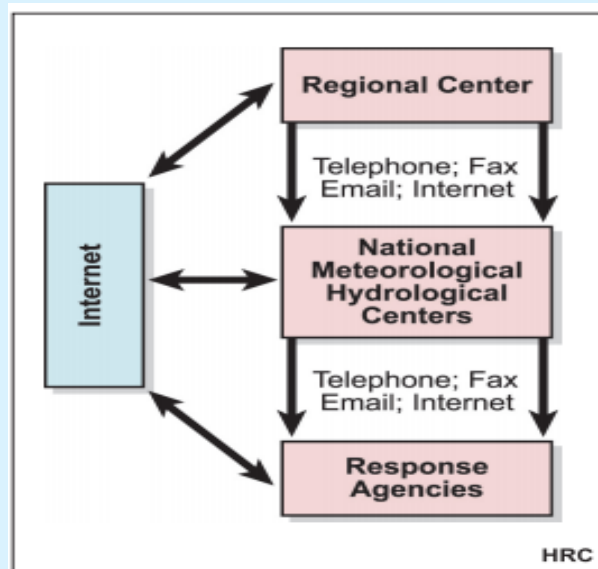 Regional Center
Telephone; Fax
Email; Internet
Internet
National
Meteorological
Hydrological
Centers
Telephone; Fax
Email; Internet
Response
Agencies
HRC